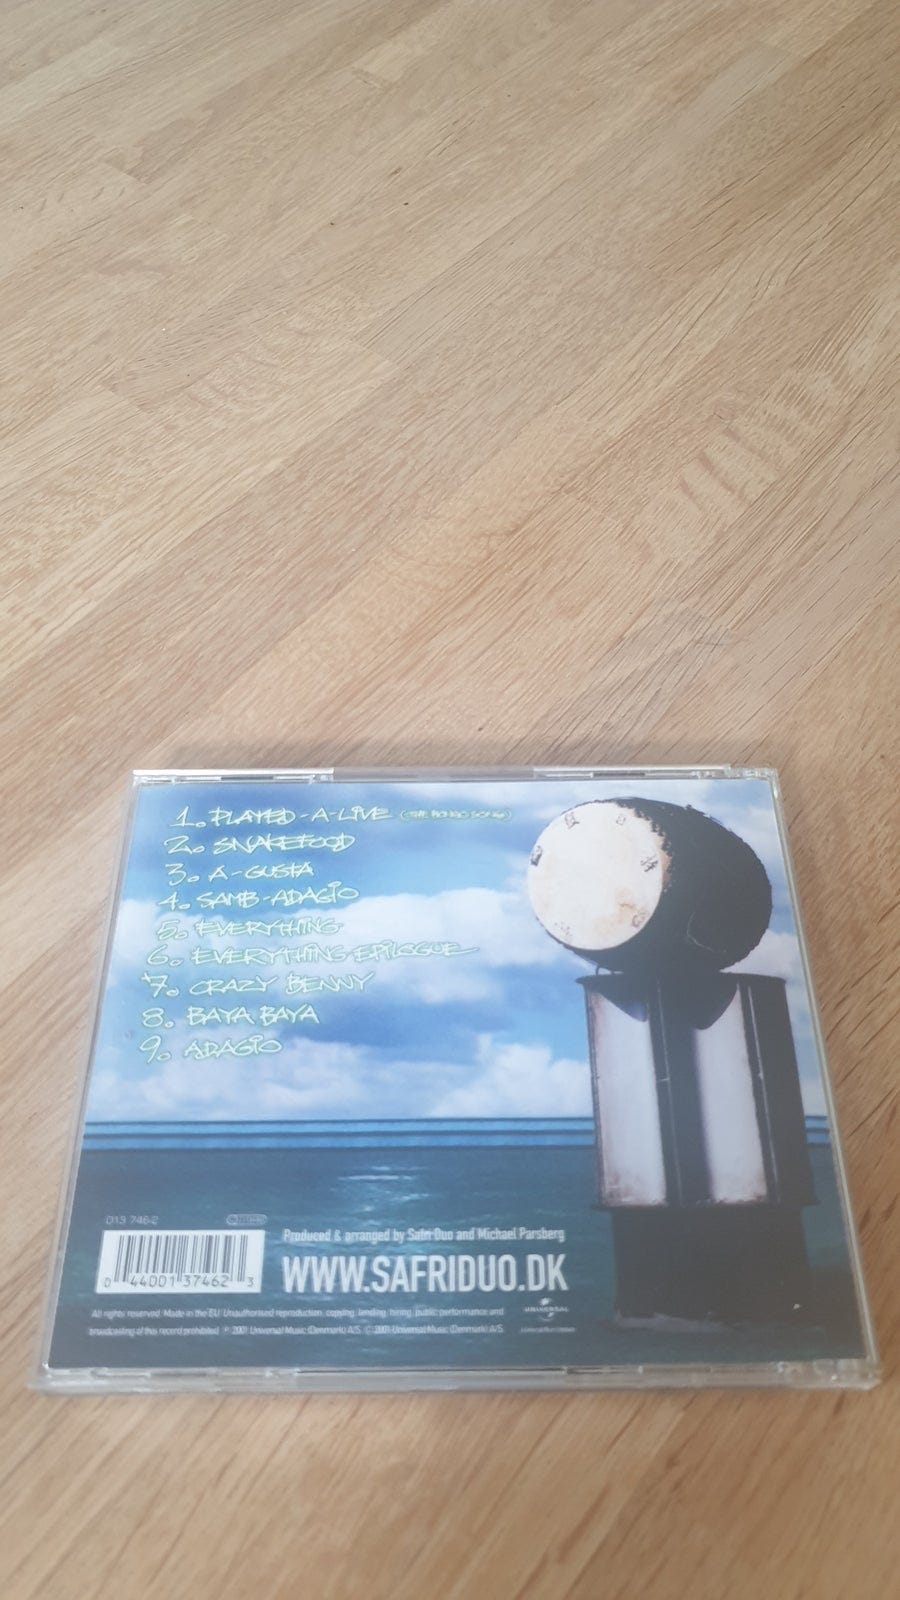 1. PLAYED-A-LIVE (THE BONGO SONG)
2. SNAKEFOOD
3. A-GUSTA
4. SAMB-ADAGIO
5. EVERYTHING
6. EVERYTHING EPILOGUE
7. CRAZY BENNY
8. BAYA BAYA
9. ADAGIO
013 746-2
0 44001 37462 3
Produced & arranged by Safri Duo and Michael Parsberg
WWW.SAFRIDUO.DK
All rights reserved. Made in the EU. Unauthorised reproduction, copying, lending, hiring, public performance and
broadcasting of this record prohibited. ℗ 2001 Universal Music (Denmark) A/S. © 2001 Universal Music (Denmark) A/S.
UNIVERSAL